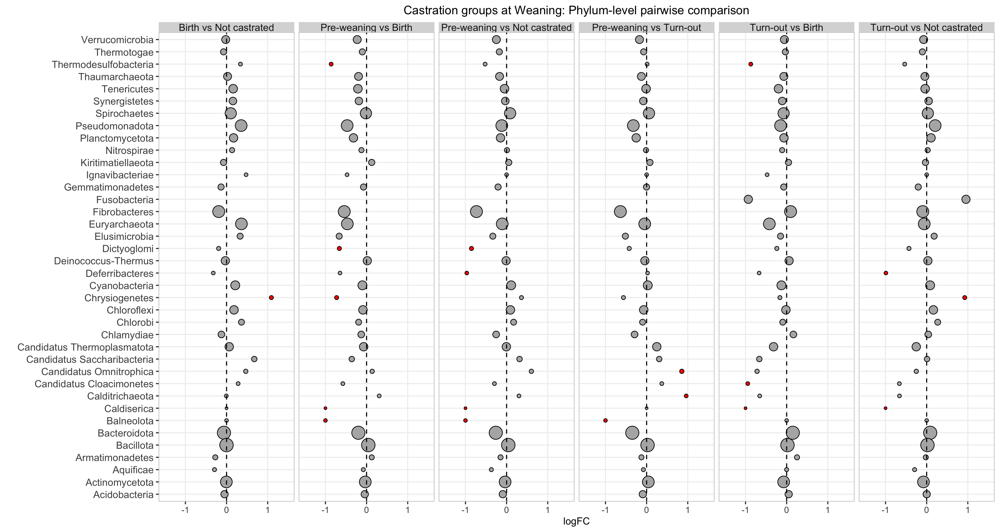 Castration groups at Weaning: Phylum-level pairwise comparison
Birth vs Not castrated
Pre-weaning vs Birth
Pre-weaning vs Not castrated
Pre-weaning vs Turn-out
Turn-out vs Birth
Turn-out vs Not castrated
Verrucomicrobia
Thermotogae
Thermodesulfobacteria
Thaumarchaeota
Tenericutes
Synergistetes
Spirochaetes
Pseudomonadota
Planctomycetota
Nitrospirae
Kiritimatiellaeota
Ignavibacteriae
Gemmatimonadetes
Fusobacteria
Fibrobacteres
Euryarchaeota
Elusimicrobia
Dictyoglomi
Deinococcus-Thermus
Deferribacteres
Cyanobacteria
Chrysiogenetes
Chloroflexi
Chlorobi
Chlamydiae
Candidatus Thermoplasmatota
Candidatus Saccharibacteria
Candidatus Omnitrophica
Candidatus Cloacimonetes
Calditrichaeota
Caldiserica
Balneolota
Bacteroidota
Bacillota
Armatimonadetes
Aquificae
Actinomycetota
Acidobacteria
-1 0 1 -1 0 1 -1 0 1 -1 0 1 -1 0 1 -1 0 1
logFC